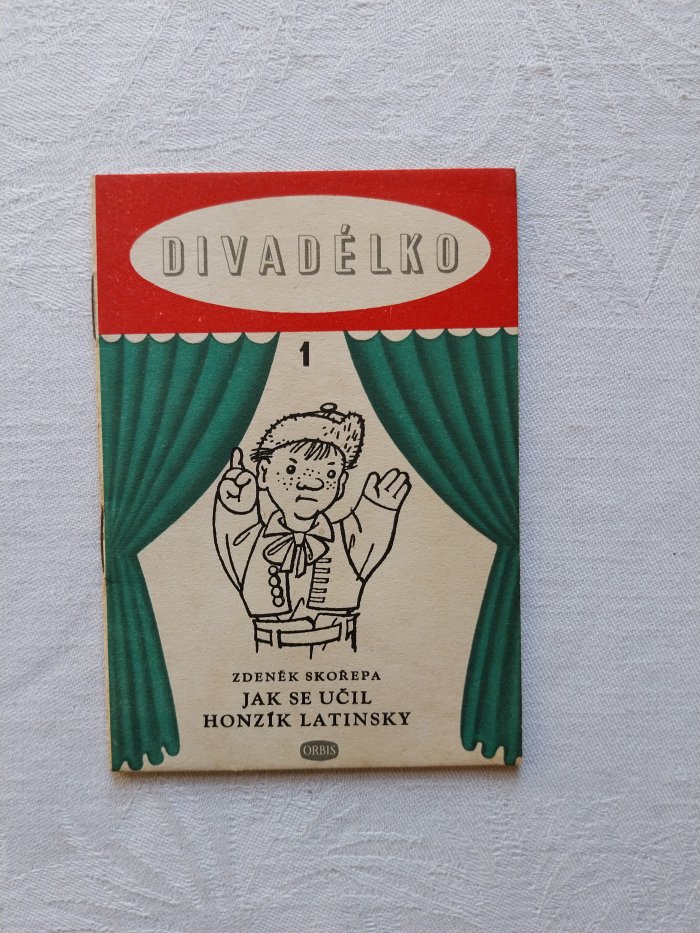 DIVADÉLKO
1
ZDENĚK SKOŘEPA
JAK SE UČIL
HONZÍK LATINSKY
ORBIS